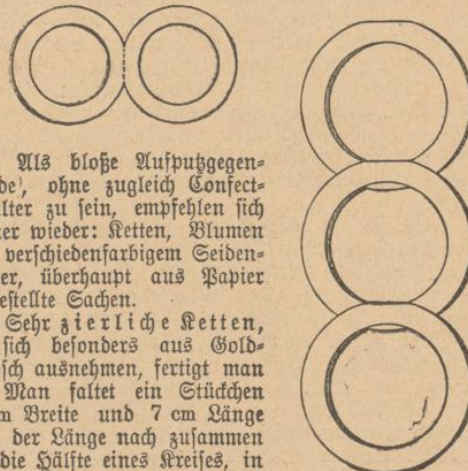 Als bloße Aufputzgegen-
de, ohne zugleich Confect-
lter zu sein, empfehlen sich
er wieder: Ketten, Blumen
verschiedenfarbigem Seiden-
er, überhaupt aus Papier
estellte Sachen.
Sehr zierliche Ketten,
sich besonders aus Gold-
sch ausnehmen, fertigt man
Man faltet ein Stückchen
m Breite und 7 cm Länge
der Länge nach zusammen
die Hälfte eines Kreises, in